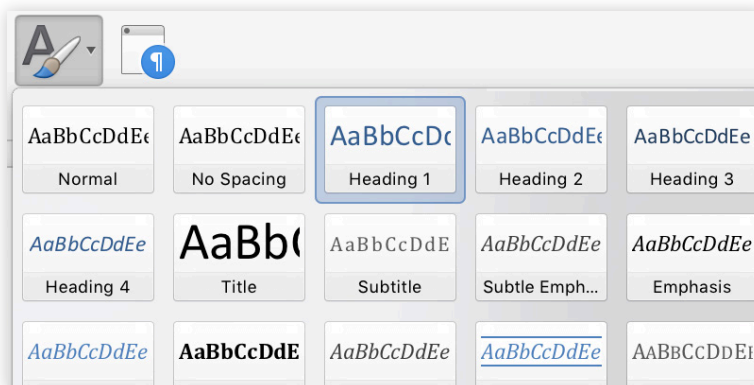 A
¶
AaBbCcDdEe AaBbCcDdEe AaBbCcDc AaBbCcDdEe AaBbCcDdEe
Normal No Spacing Heading 1 Heading 2 Heading 3
AaBbCcDdEe AaBb( AaBbCcDdE AaBbCcDdEe AaBbCcDdEe
Heading 4 Title Subtitle Subtle Emph... Emphasis
AaBbCcDdEe AaBbCcDdE AaBbCcDdEe AaBbCcDdEe AABBCCDDEE